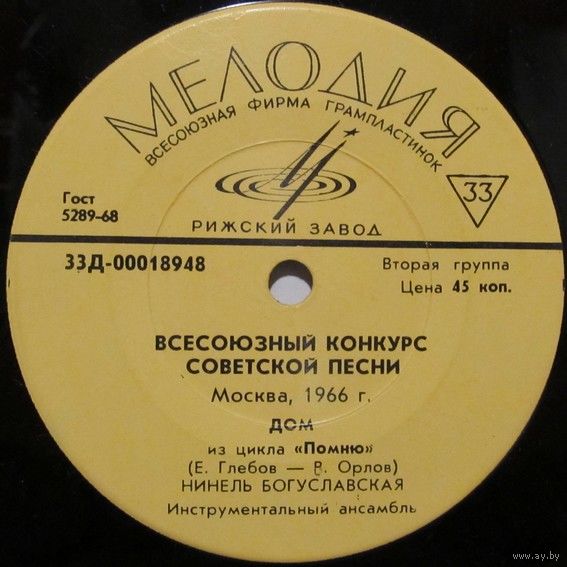 МЕЛОДИЯ
ВСЕСОЮЗНАЯ ФИРМА ГРАМПЛАСТИНОК
33
Гост
5289-68
РИЖСКИЙ ЗАВОД
33Д-00018948
Вторая группа
Цена 45 коп.
ВСЕСОЮЗНЫЙ КОНКУРС
СОВЕТСКОЙ ПЕСНИ
Москва, 1966 г.
ДОМ
из цикла «Помню»
(Е. Глебов — В. Орлов)
НИНЕЛЬ БОГУСЛАВСКАЯ
Инструментальный ансамбль
www.ay.by